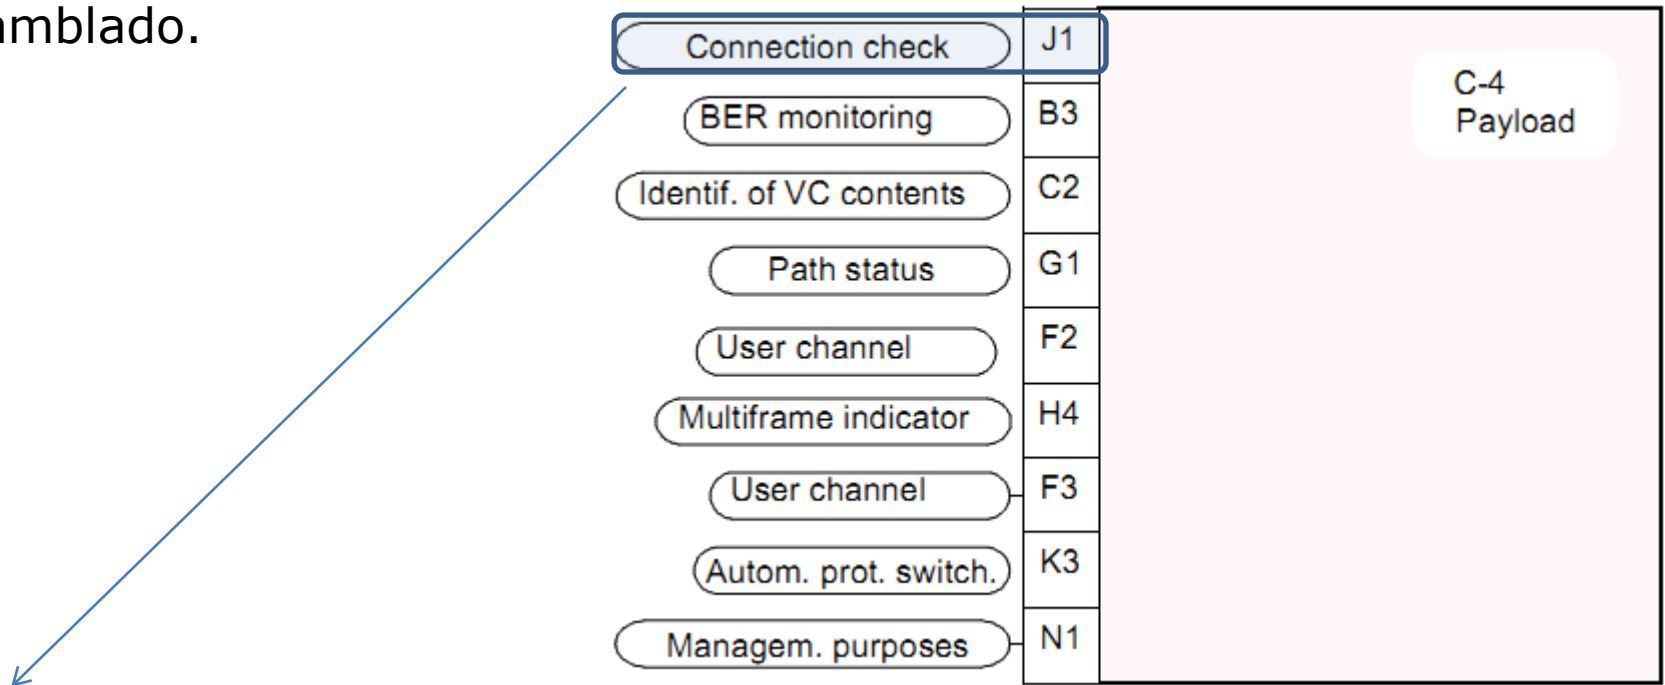 amblado.
Connection check J1
BER monitoring B3
Identif. of VC contents C2
Path status G1
User channel F2
Multiframe indicator H4
User channel F3
Autom. prot. switch. K3
Managem. purposes N1
C-4
Payload